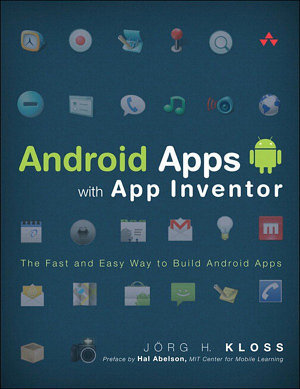 Android Apps
with App Inventor
The Fast and Easy Way to Build Android Apps
JÖRG H. KLOSS
Preface by Hal Abelson, MIT Center for Mobile Learning